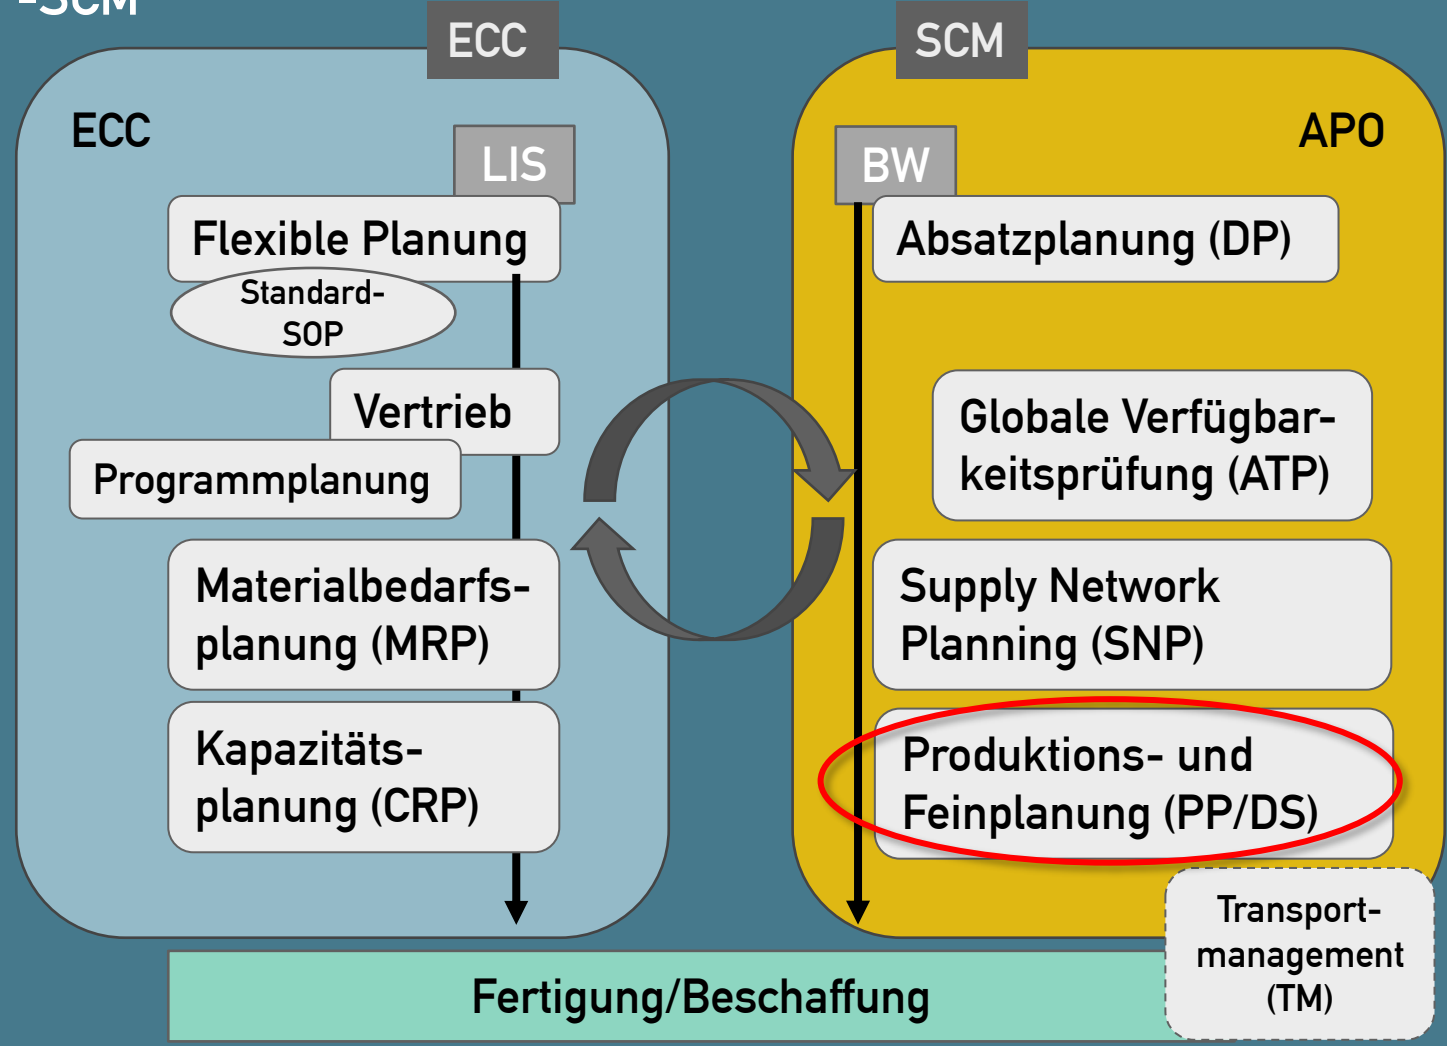 -SCM
ECC
SCM
ECC
LIS
Flexible Planung
Standard-
SOP
Vertrieb
Programmplanung
Materialbedarfs-
planung (MRP)
Kapazitäts-
planung (CRP)
APO
BW
Absatzplanung (DP)
Globale Verfügbar-
keitsprüfung (ATP)
Supply Network
Planning (SNP)
Produktions- und
Feinplanung (PP/DS)
Transport-
management
(TM)
Fertigung/Beschaffung